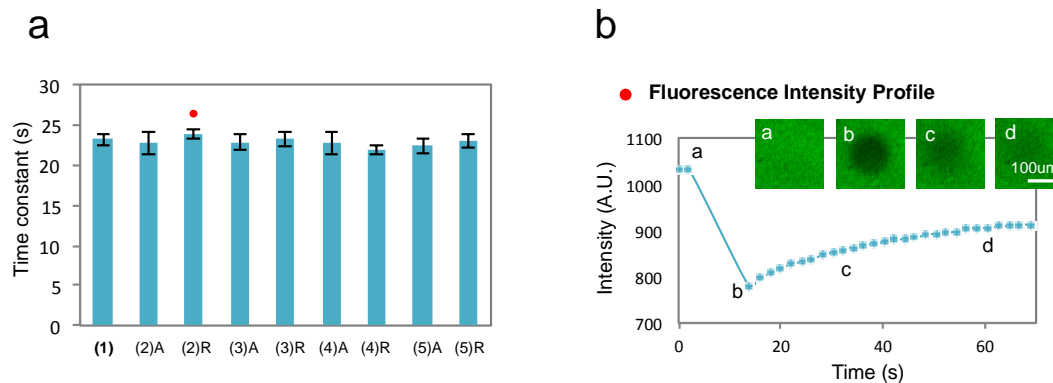 a
Time constant (s)
30
25
20
15
10
5
0
(1) (2)A (2)R (3)A (3)R (4)A (4)R (5)A (5)R
b
Fluorescence Intensity Profile
Intensity (A.U.)
1100
1000
900
800
700
a b c d
100um
a
b
c
d
0 20 40 60
Time (s)